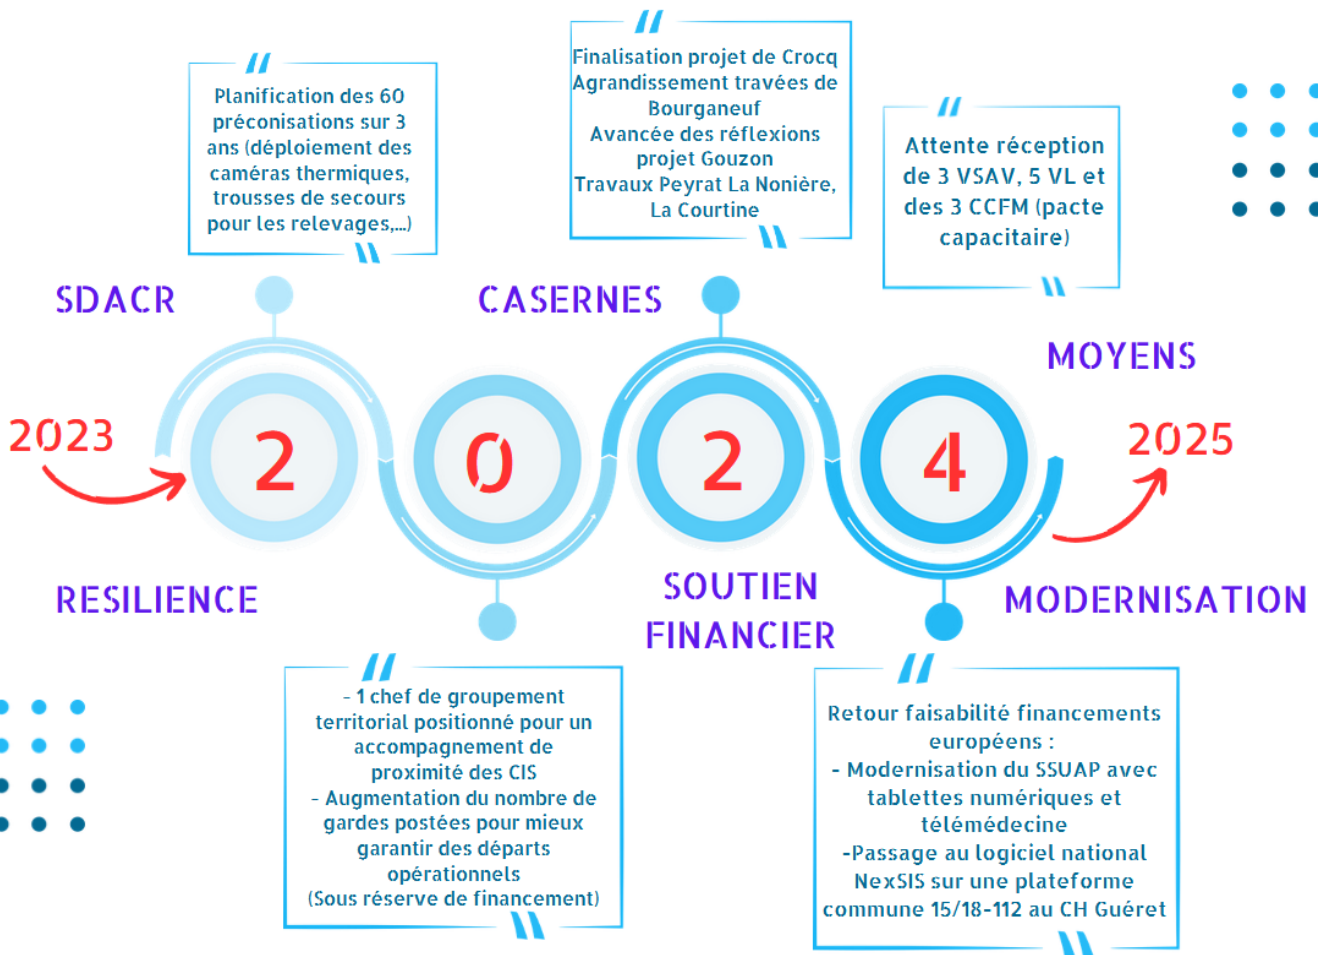 Planification des 60
préconisations sur 3
ans (déploiement des
caméras thermiques,
trousses de secours
pour les relevages,...)
Finalisation projet de Crocq
Agrandissement travées de
Bourganeuf
Avancée des réflexions
projet Gouzon
Travaux Peyrat La Nonière,
La Courtine
Attente réception
de 3 VSAV, 5 VL et
des 3 CCFM (pacte
capacitaire)
SDACR
CASERNES
MOYENS
2023
2
0
2
4
2025
RESILIENCE
SOUTIEN
FINANCIER
MODERNISATION
- 1 chef de groupement
territorial positionné pour un
accompagnement de
proximité des CIS
- Augmentation du nombre de
gardes postées pour mieux
garantir des départs
opérationnels
(Sous réserve de financement)
Retour faisabilité financements
européens :
- Modernisation du SSUAP avec
tablettes numériques et
télémédecine
-Passage au logiciel national
NexSIS sur une plateforme
commune 15/18-112 au CH Guéret